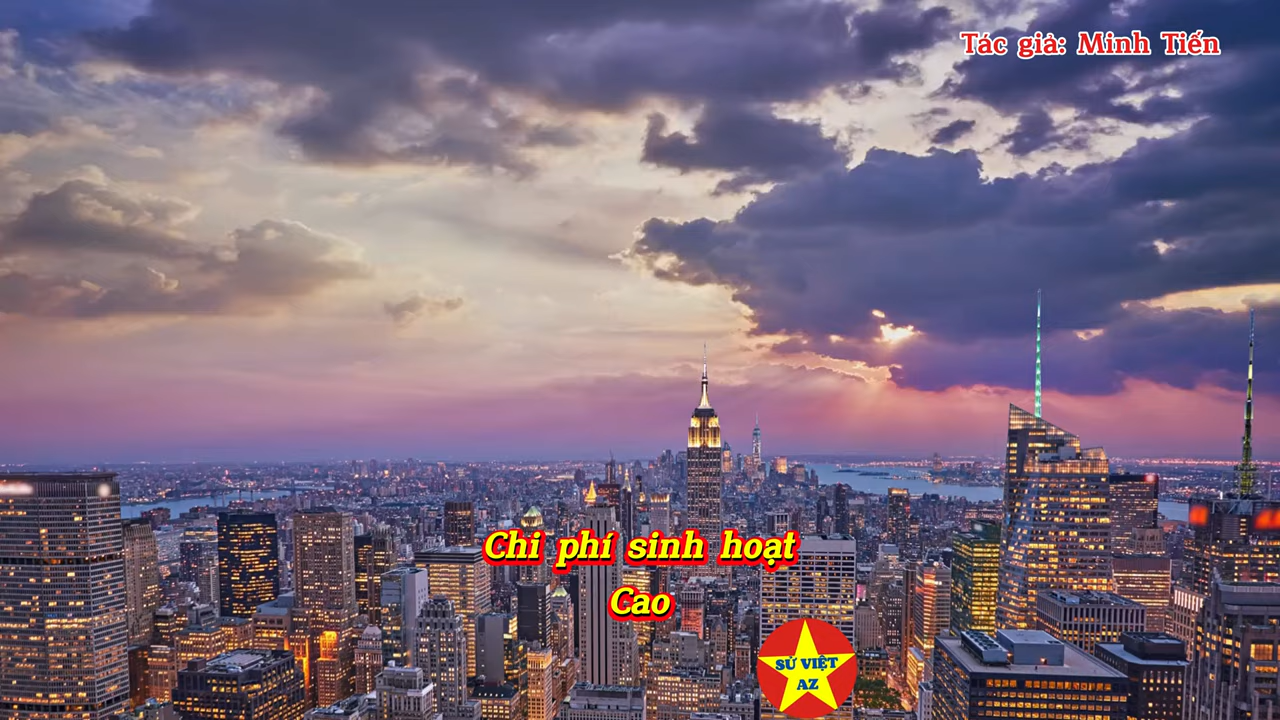 Tác giả: Minh Tiến
Chi phí sinh hoạt
Cao
SỬ VIỆT
AZ